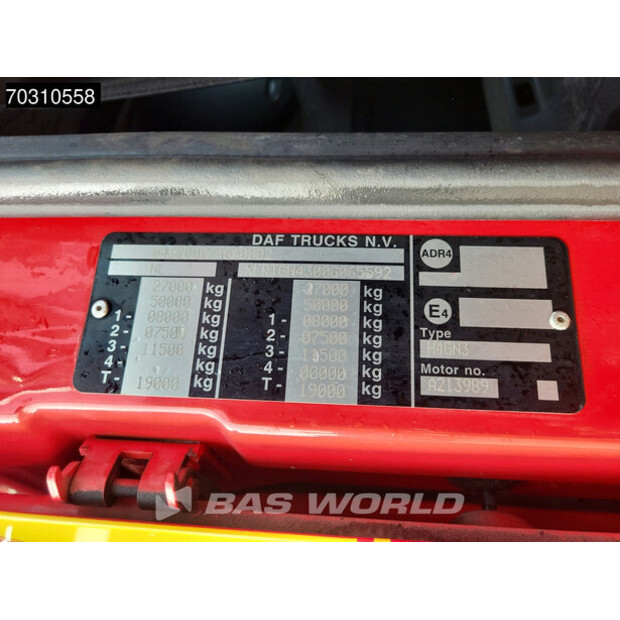 70310558
DAF TRUCKS N.V.
NL
27000 kg 27000 kg
50000 kg 50000 kg
1- 08000 kg 1- 08000 kg
2- 07500 kg 2- 07500 kg
3- 11500 kg 3- 11500 kg
4- kg 4- 00000 kg
T- 19000 kg T- 19000 kg
ADR4
E4
Type
H4GN3
Motor no.
A213989
BAS WORLD